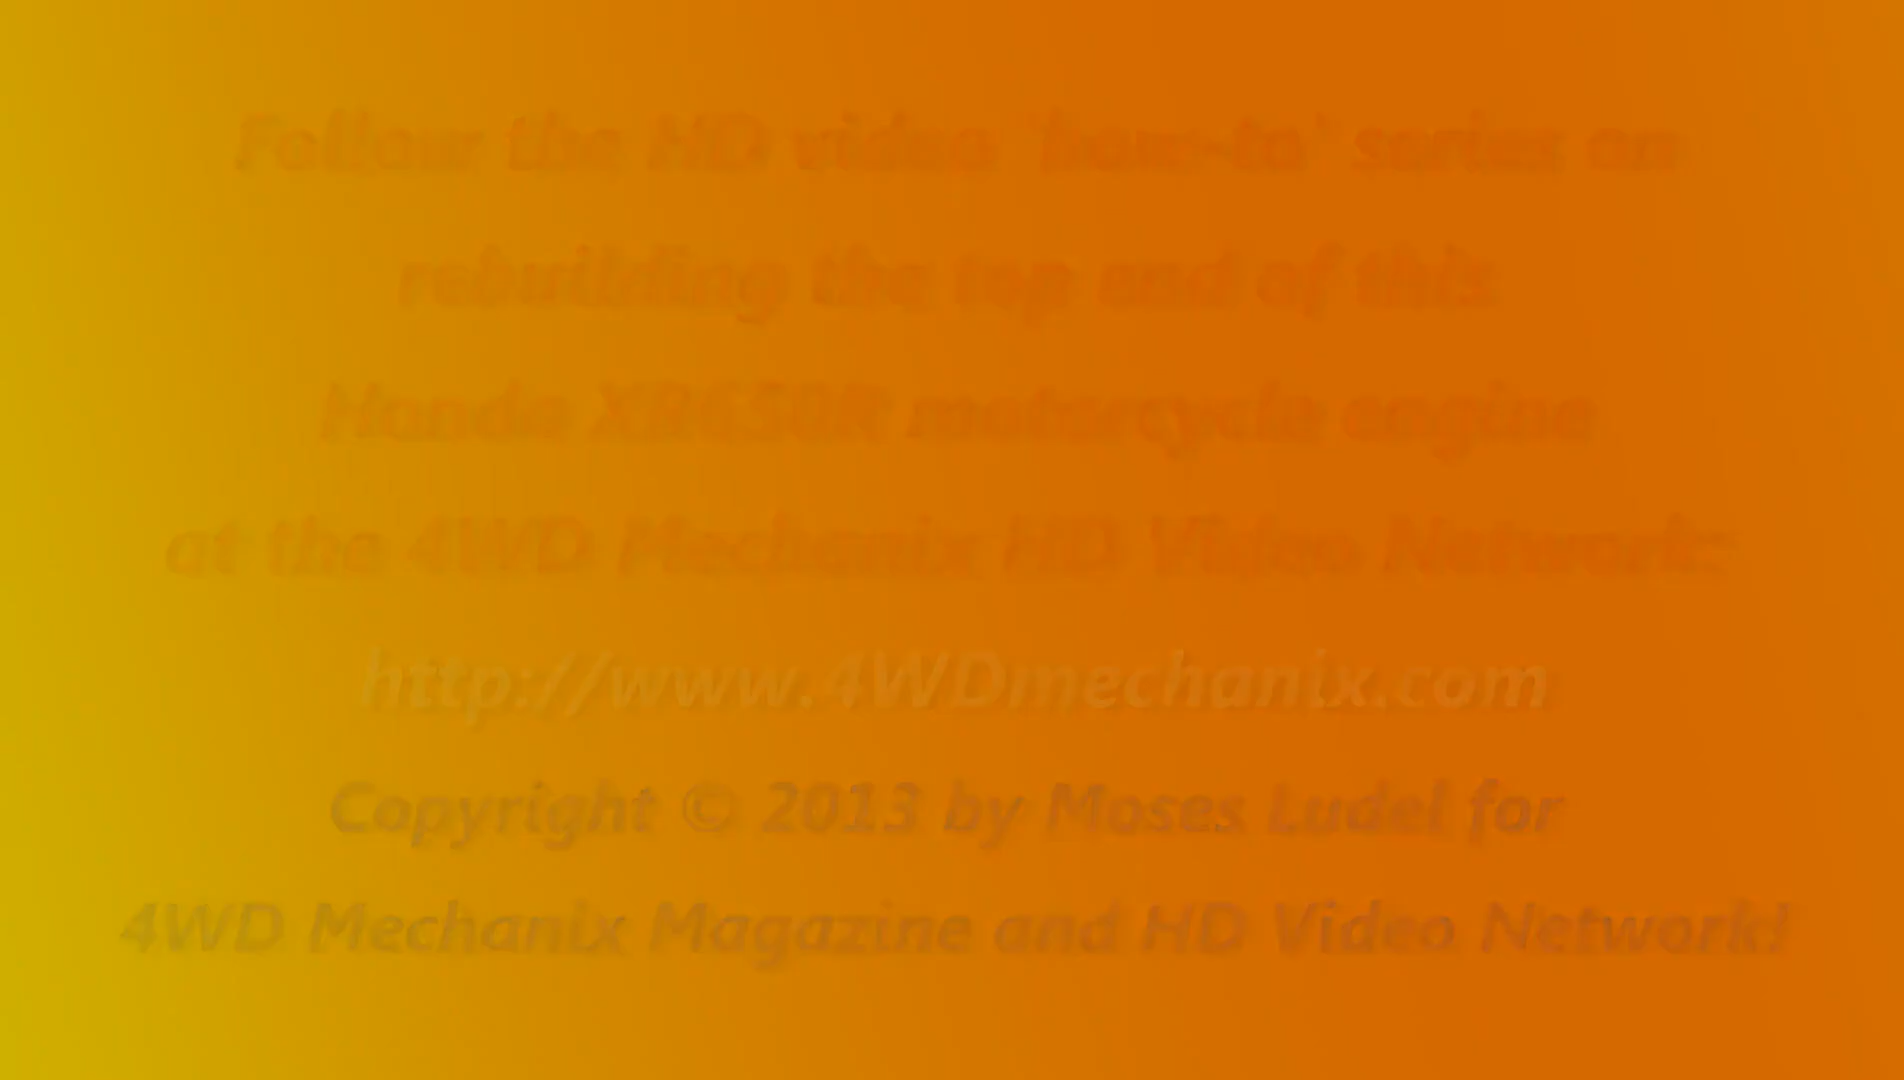 Follow the HD video 'how-to' series on
rebuilding the top end of this
Honda XR650R motorcycle engine
at the 4WD Mechanix HD Video Network:
http://www.4WDmechanix.com
Copyright © 2013 by Moses Ludel for
4WD Mechanix Magazine and HD Video Network!